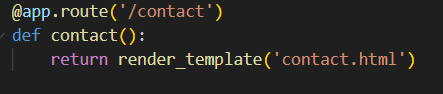 @app.route('/contact')
def contact():
    return render_template('contact.html')